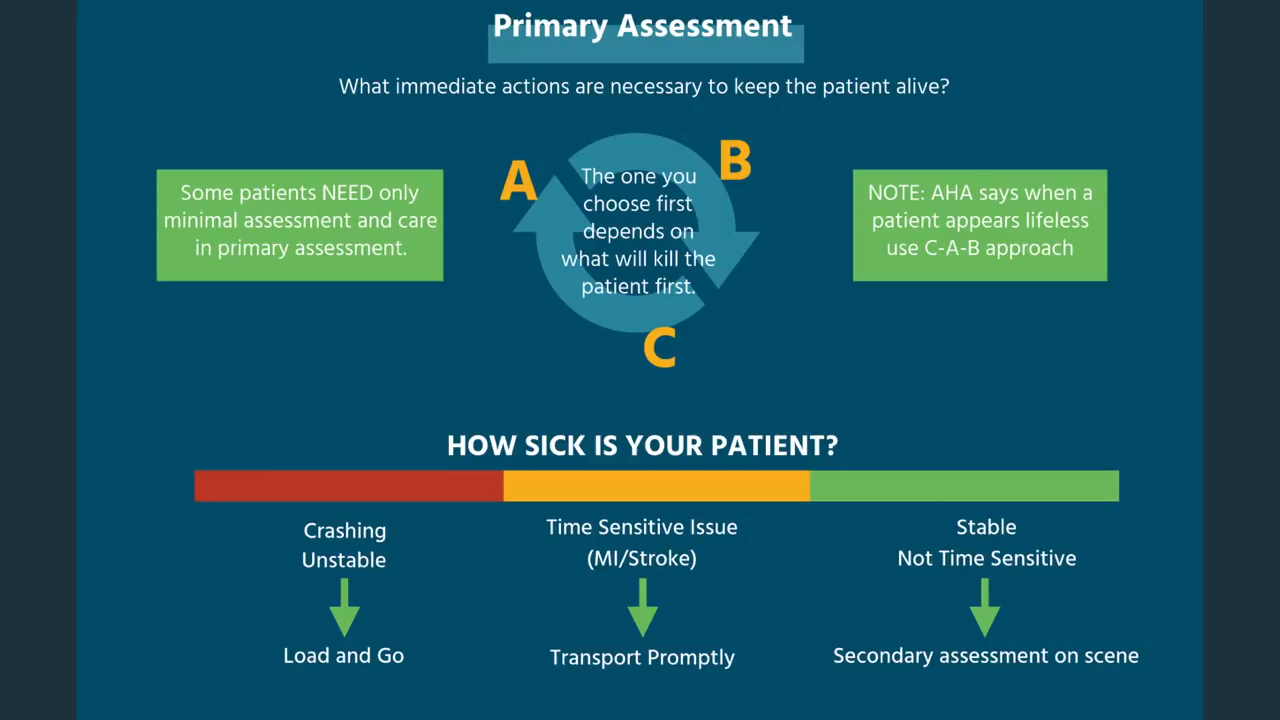 Primary Assessment
What immediate actions are necessary to keep the patient alive?
Some patients NEED only
minimal assessment and care
in primary assessment.
A
B
The one you
choose first
depends on
what will kill the
patient first.
C
NOTE: AHA says when a
patient appears lifeless
use C-A-B approach
HOW SICK IS YOUR PATIENT?
Crashing
Unstable
Load and Go
Time Sensitive Issue
(MI/Stroke)
Transport Promptly
Stable
Not Time Sensitive
Secondary assessment on scene